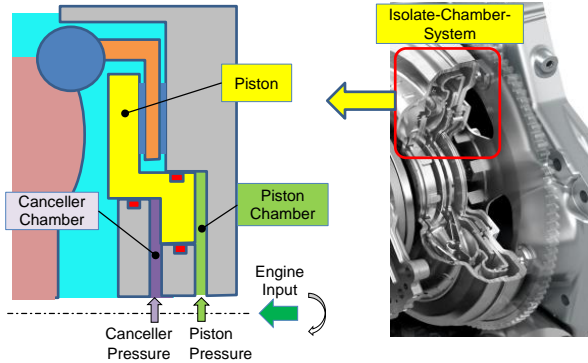 Isolate-Chamber-
System
Piston
Canceller
Chamber
Piston
Chamber
Engine
Input
Canceller
Pressure
Piston
Pressure